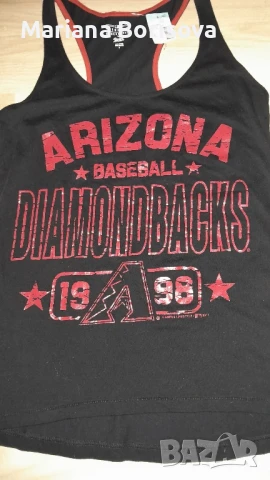 Mariana Borisova
ARIZONA
★ BASEBALL ★
DIAMONDBACKS
★ 19 A 98 ★
BAZAR